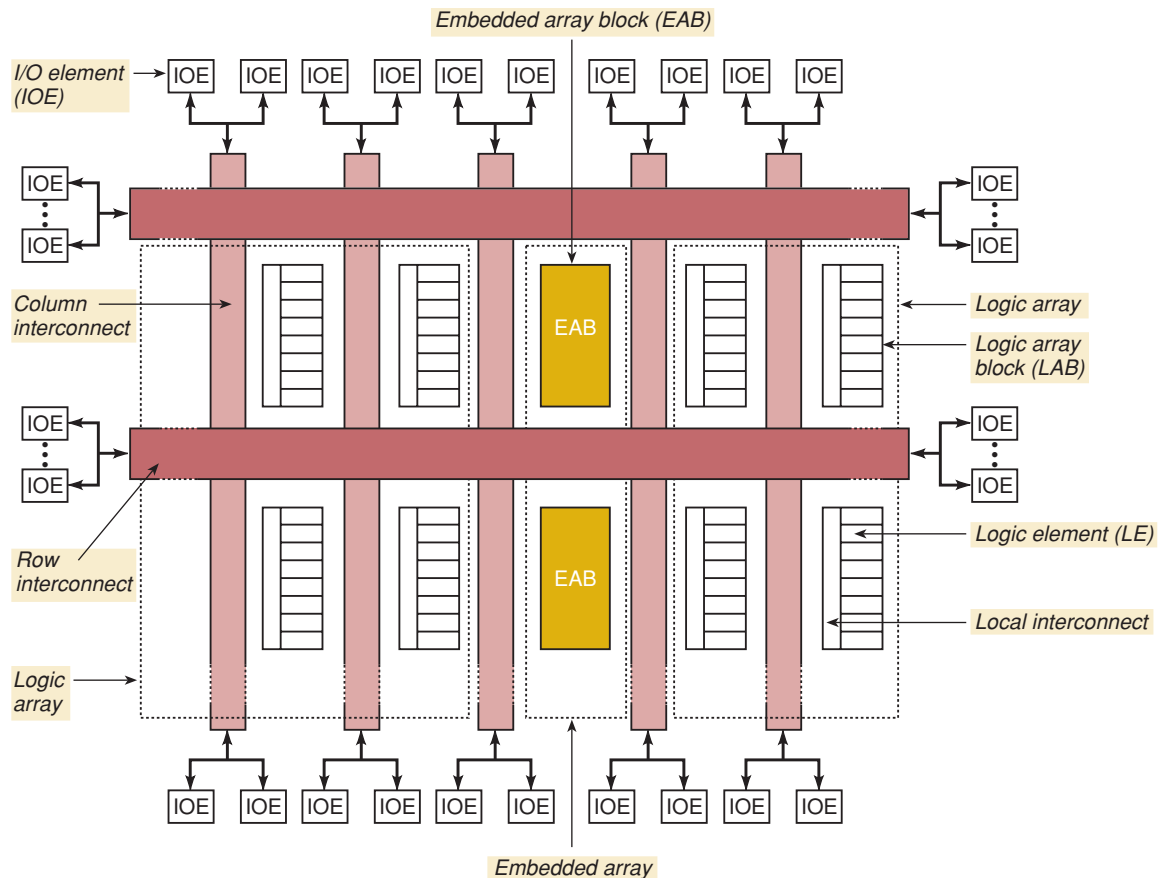 Embedded array block (EAB)
I/O element
(IOE)
IOE IOE IOE IOE IOE IOE IOE IOE IOE IOE
IOE IOE
IOE IOE
Column
interconnect
EAB
Logic array
Logic array
block (LAB)
IOE IOE
IOE IOE
Row
interconnect
EAB
Logic element (LE)
Local interconnect
Logic
array
IOE IOE IOE IOE IOE IOE IOE IOE IOE IOE
Embedded array